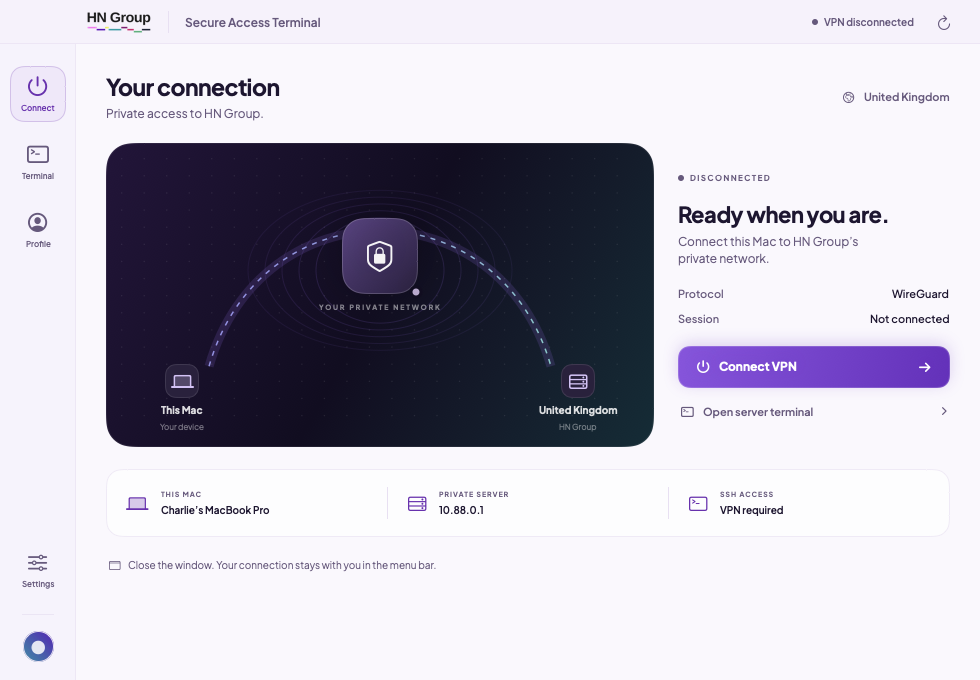 HN Group
Secure Access Terminal
VPN disconnected
Connect
Terminal
Profile
Settings
Your connection
Private access to HN Group.
United Kingdom
YOUR PRIVATE NETWORK
This Mac
Your device
United Kingdom
HN Group
DISCONNECTED
Ready when you are.
Connect this Mac to HN Group's
private network.
Protocol WireGuard
Session Not connected
Connect VPN
Open server terminal
THIS MAC
Charlie's MacBook Pro
PRIVATE SERVER
10.88.0.1
SSH ACCESS
VPN required
Close the window. Your connection stays with you in the menu bar.